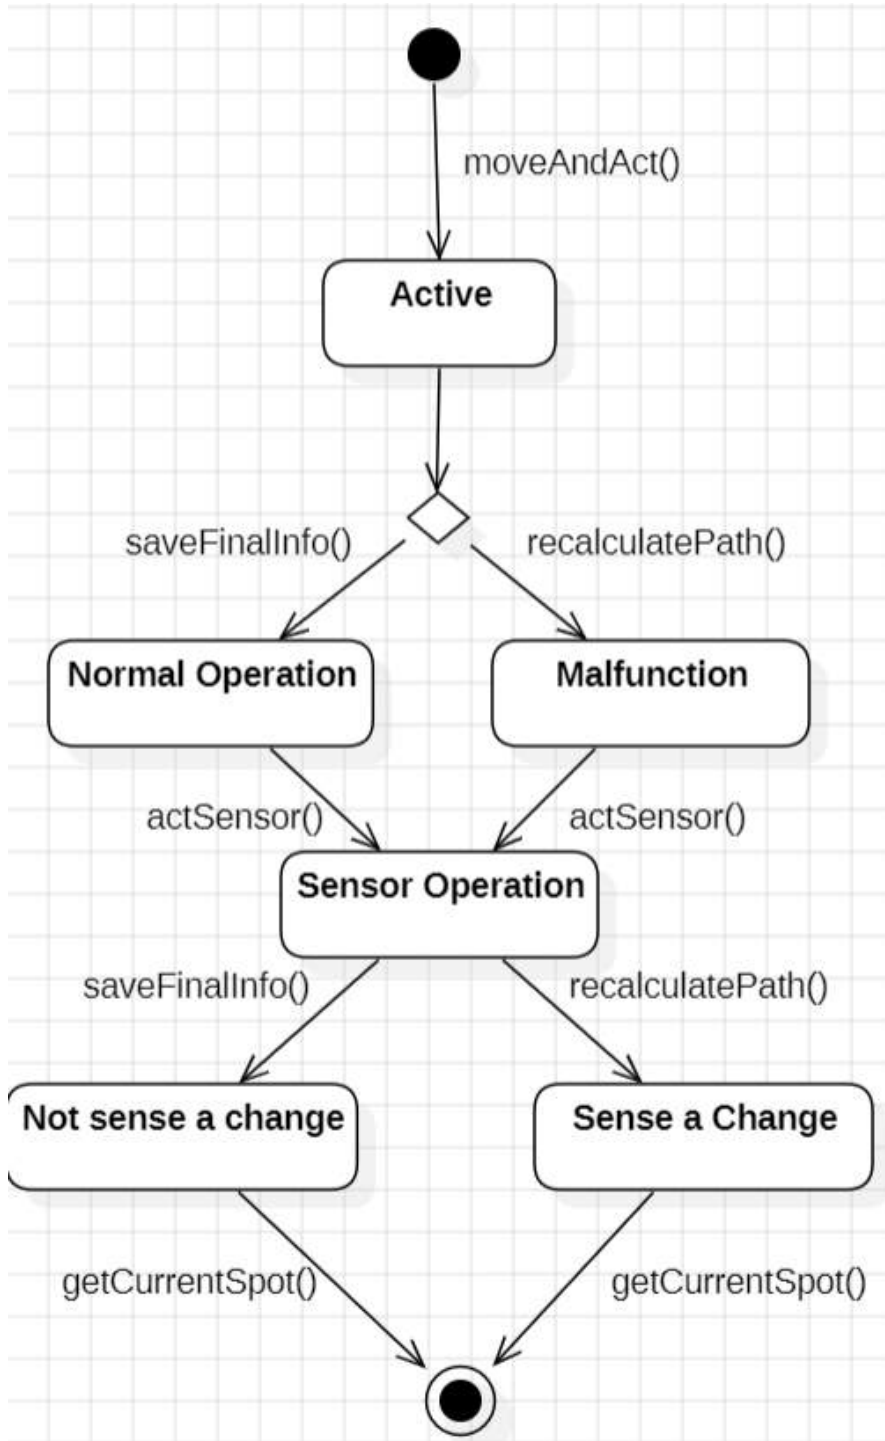 moveAndAct()
Active
saveFinalInfo()
recalculatePath()
Normal Operation
Malfunction
actSensor()
actSensor()
Sensor Operation
saveFinalInfo()
recalculatePath()
Not sense a change
Sense a Change
getCurrentSpot()
getCurrentSpot()